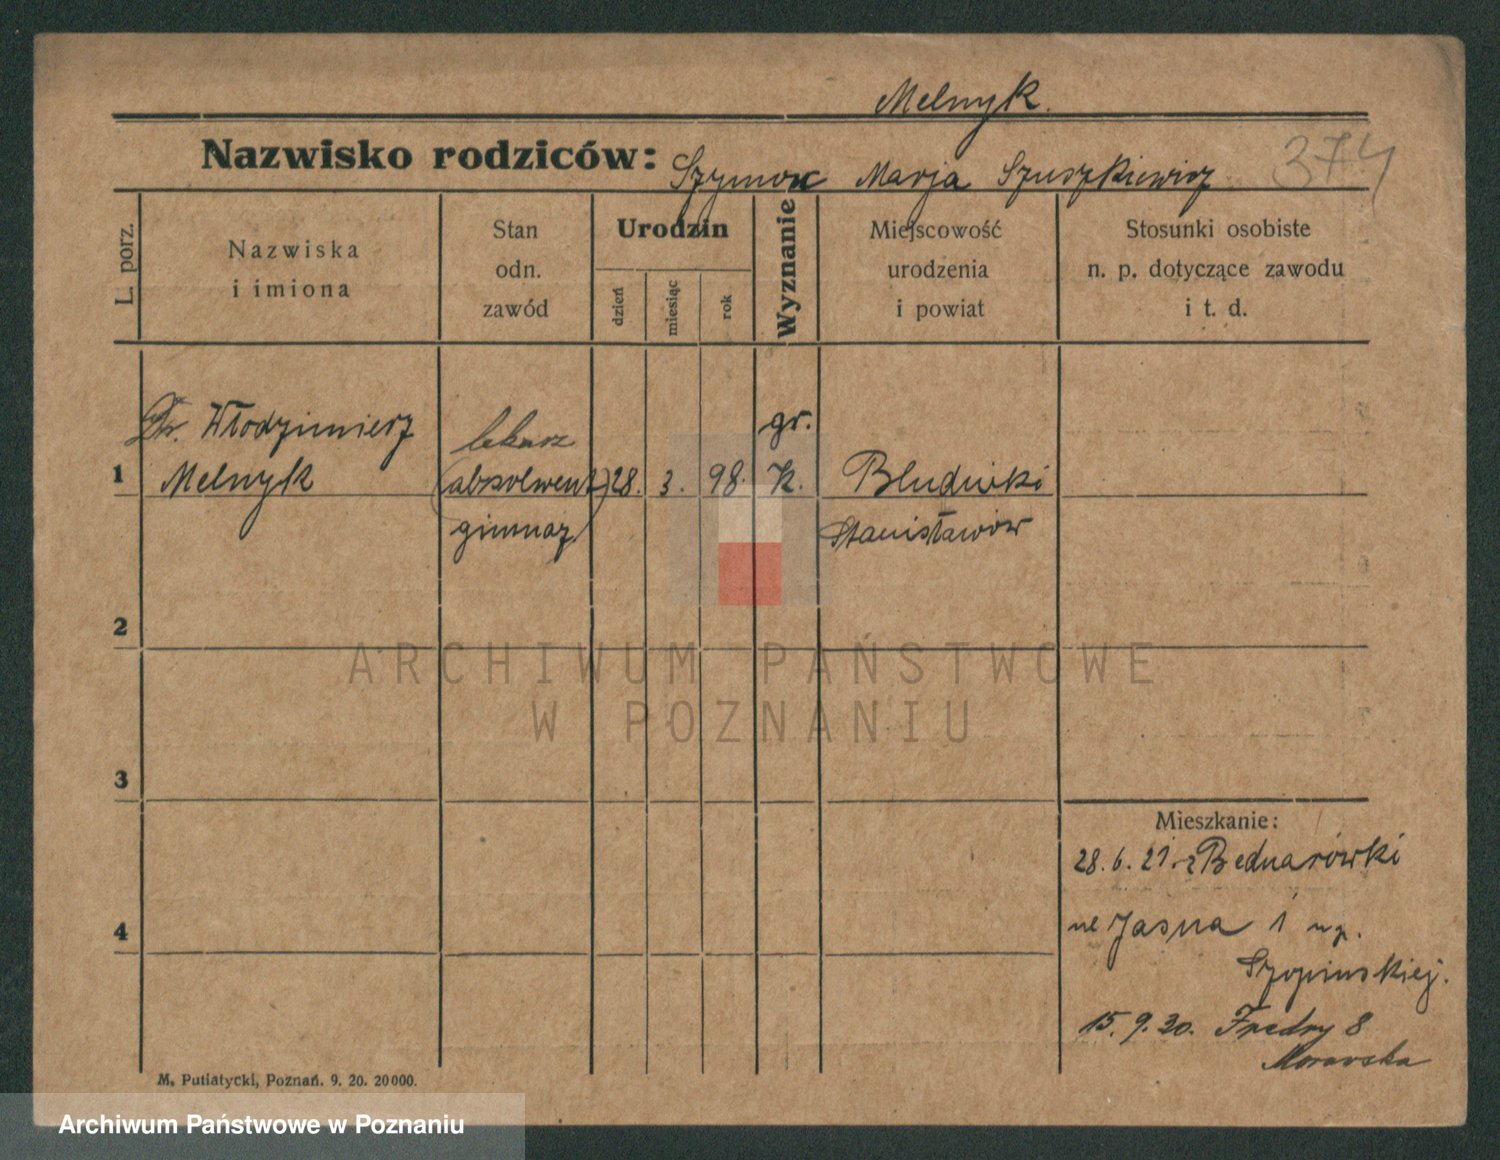 Melnyk.
Nazwisko rodziców: Szymon Marja Szuszkiewicz
374
L. porz.
Nazwiska
i imiona
Stan
odn.
zawód
Urodzin
dzień
miesiąc
rok
Wyznanie
Miejscowość
urodzenia
i powiat
Stosunki osobiste
n. p. dotyczące zawodu
i t. d.
Dr. Włodzimierz lekarz gr.
1 Melnyk (absolwent) 28. 3. 98. K. Bludniki
gimnaz. Stanisławów
2
3
4
Mieszkanie:
28.6.21. z Bednarówki
ul Jasna 1
Szopinskiej.
15.9.30. Fredry 8
Moravska
M. Putiatycki, Poznań. 9. 20. 20000.
ARCHIWUM PAŃSTWOWE
W POZNANIU
Archiwum Państwowe w Poznaniu